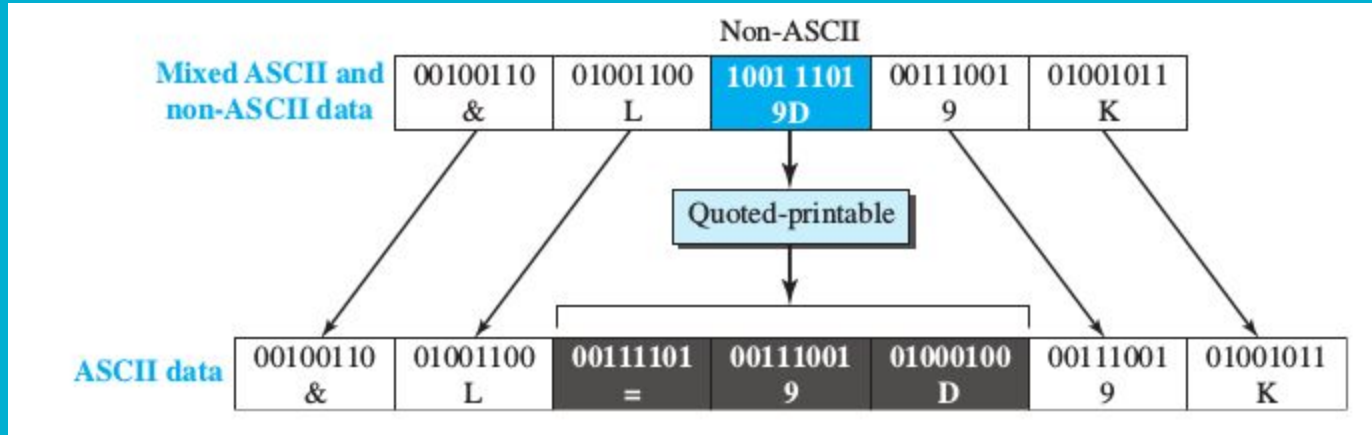 Non-ASCII
Mixed ASCII and non-ASCII data
00100110 01001100 1001 1101 00111001 01001011
& L 9D 9 K
Quoted-printable
ASCII data
00100110 01001100 00111101 00111001 01000100 00111001 01001011
& L = 9 D 9 K